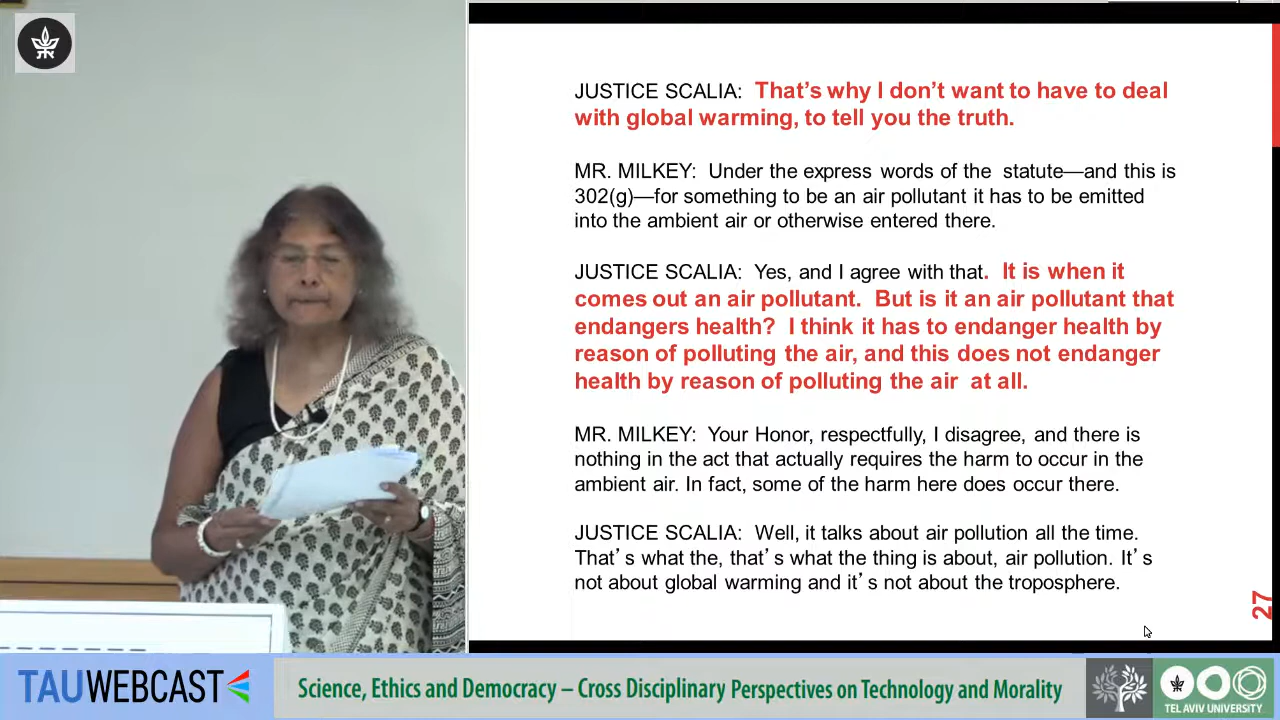 JUSTICE SCALIA: That's why I don't want to have to deal
with global warming, to tell you the truth.
MR. MILKEY: Under the express words of the statute—and this is
302(g)—for something to be an air pollutant it has to be emitted
into the ambient air or otherwise entered there.
JUSTICE SCALIA: Yes, and I agree with that. It is when it
comes out an air pollutant. But is it an air pollutant that
endangers health? I think it has to endanger health by
reason of polluting the air, and this does not endanger
health by reason of polluting the air at all.
MR. MILKEY: Your Honor, respectfully, I disagree, and there is
nothing in the act that actually requires the harm to occur in the
ambient air. In fact, some of the harm here does occur there.
JUSTICE SCALIA: Well, it talks about air pollution all the time.
That's what the, that's what the thing is about, air pollution. It's
not about global warming and it's not about the troposphere.
27
TAUWEBCAST
Science, Ethics and Democracy – Cross Disciplinary Perspectives on Technology and Morality
TEL AVIV UNIVERSITY